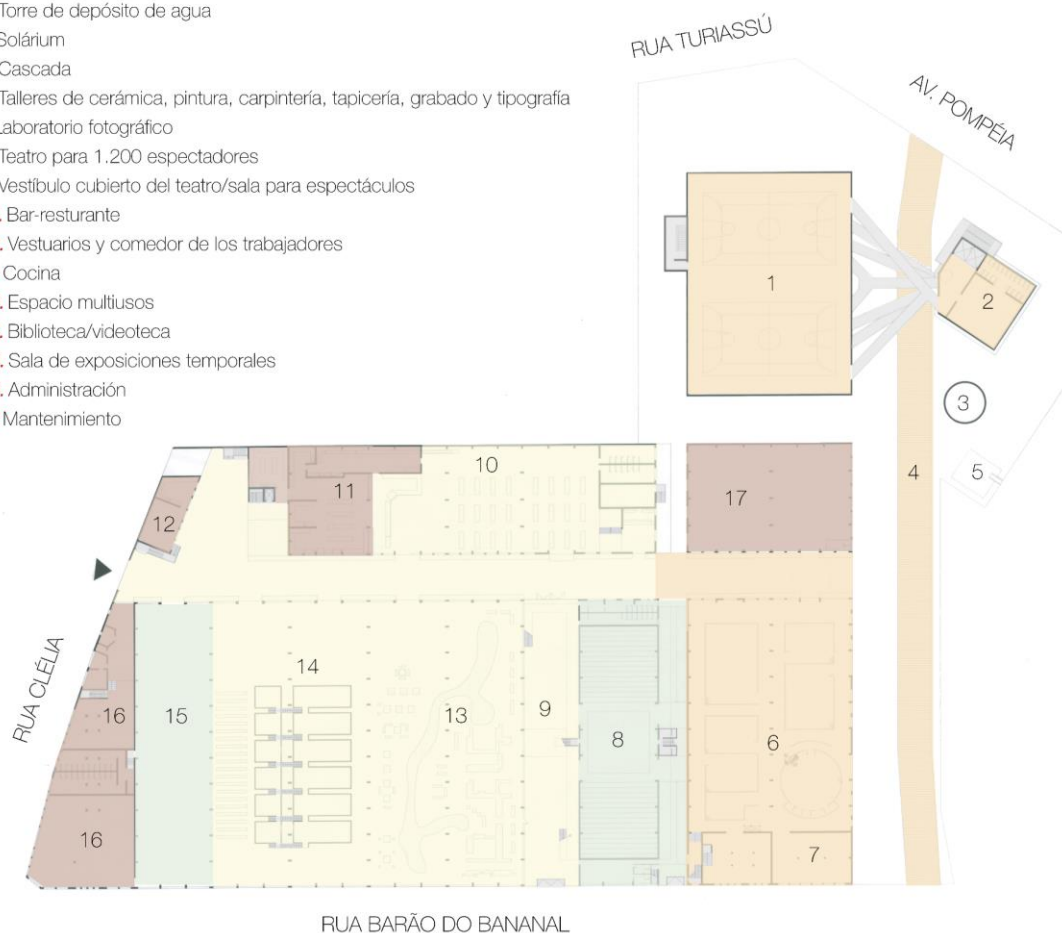 Torre de depósito de agua
Solárium
Cascada
Talleres de cerámica, pintura, carpintería, tapicería, grabado y tipografía
Laboratorio fotográfico
Teatro para 1.200 espectadores
Vestíbulo cubierto del teatro/sala para espectáculos
. Bar-resturante
. Vestuarios y comedor de los trabajadores
Cocina
. Espacio multiusos
. Biblioteca/videoteca
. Sala de exposiciones temporales
. Administración
Mantenimiento
RUA TURIASSÚ
AV. POMPÉIA
1
2
3
4
5
10
11
17
12
RUA CLÉLIA
14
16
15
13
9
8
6
16
7
RUA BARÃO DO BANANAL